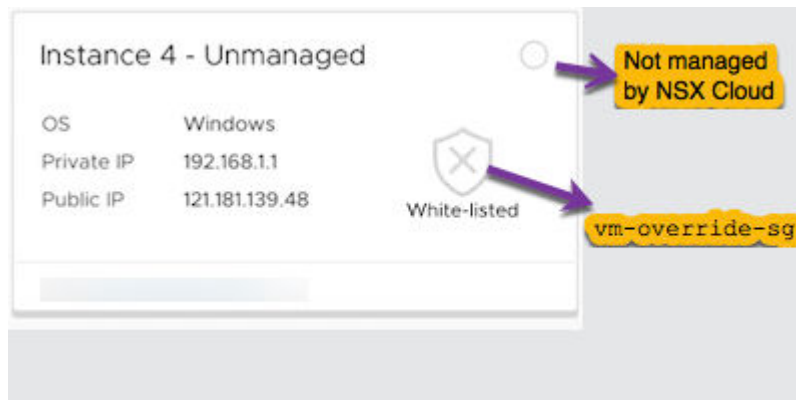 Instance 4 - Unmanaged
Not managed
by NSX Cloud
OS Windows
Private IP 192.168.1.1
Public IP 121.181.139.48
White-listed
vm-override-sg